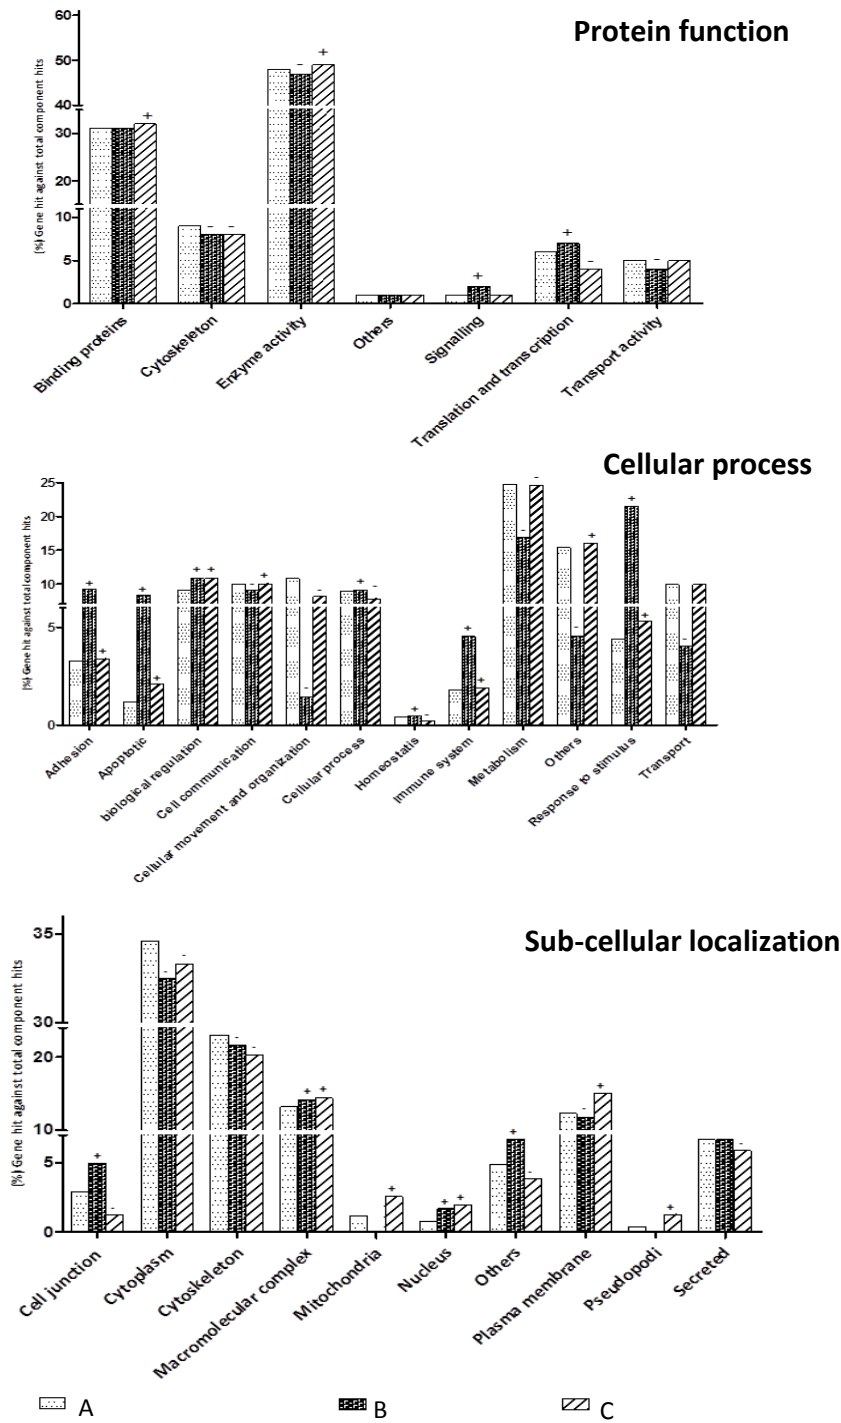 Protein function
(%) Gene hit against total component hits
60
50
40
30
20
10
5
0
+
+
-
+
-
-
+
+
-
-
Binding proteins
Cytoskeleton
Enzyme activity
Others
Signalling
Translation and transcription
Transport activity
Cellular process
(%) Gene hit against total component hits
25
20
15
10
5
0
+
+
+
+
+
+
-
+
-
-
+
-
+
-
+
+
-
-
-
+
+
+
-
Adhesion
Apoptotic
biological regulation
Cell communication
Cellular movement and organization
Cellular process
Homeostatis
Immune system
Metabolism
Others
Response to stimulus
Transport
Sub-cellular localization
(%) Gene hit against total component hits
35
30
20
10
5
0
+
-
-
-
-
-
+
+
+
+
+
+
-
-
+
+
-
Cell junction
Cytoplasm
Cytoskeleton
Macromolecular complex
Mitochondria
Nucleus
Others
Plasma membrane
Pseudopodi
Secreted
A
B
C